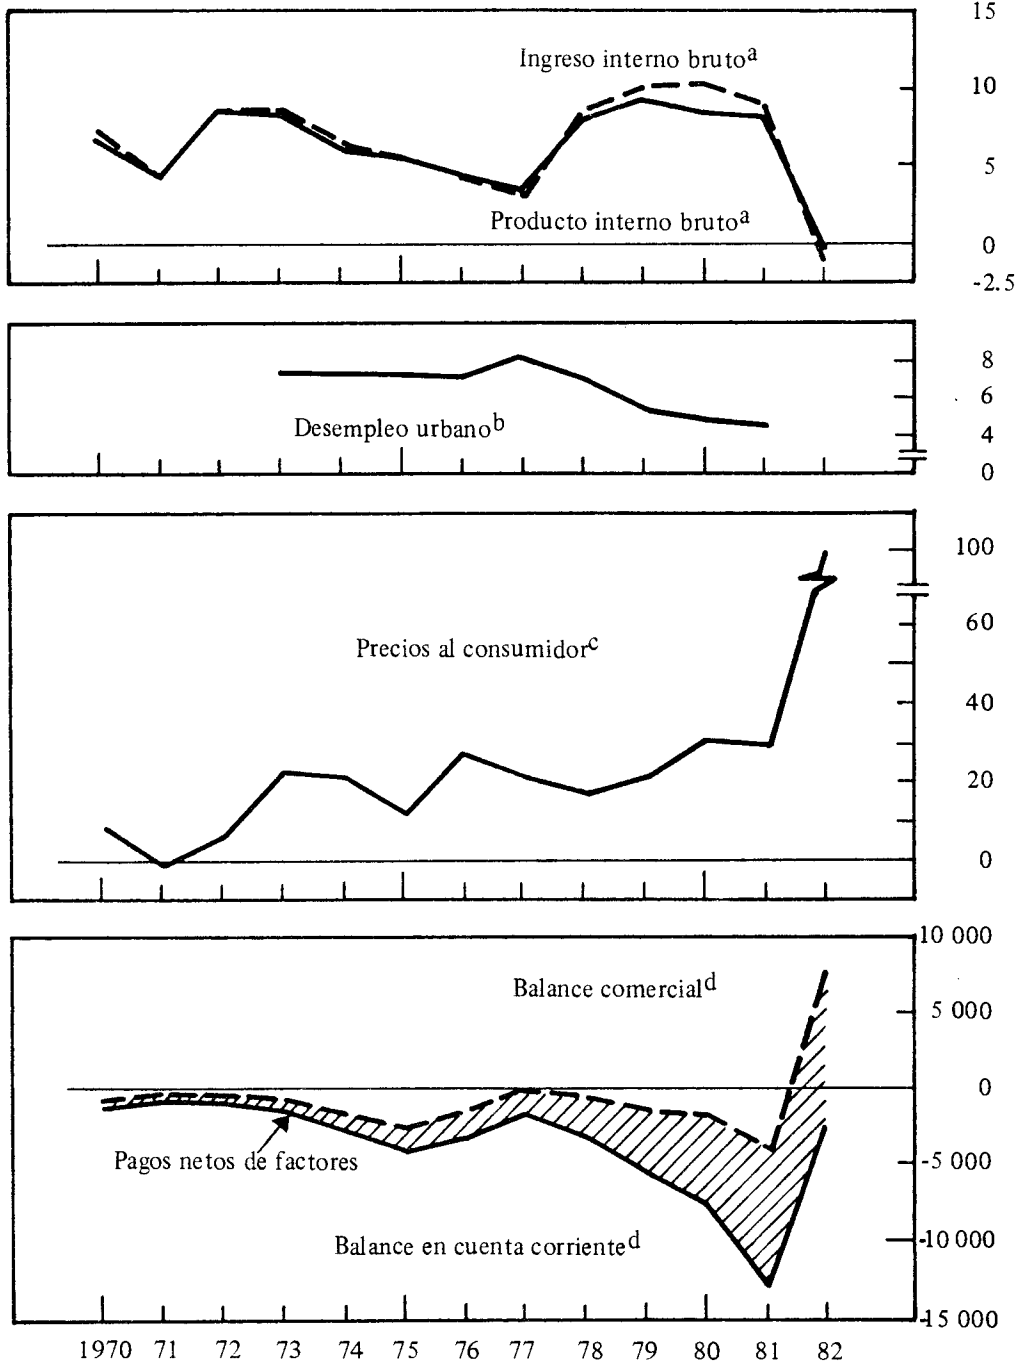 15
Ingreso interno bruto a
10
5
Producto interno bruto a
0
-2.5
8
6
Desempleo urbano b
4
0
100
60
Precios al consumidor c
40
20
0
10 000
Balance comercial d
5 000
0
Pagos netos de factores
-5 000
Balance en cuenta corriente d
-10 000
-15 000
1970 71 72 73 74 75 76 77 78 79 80 81 82